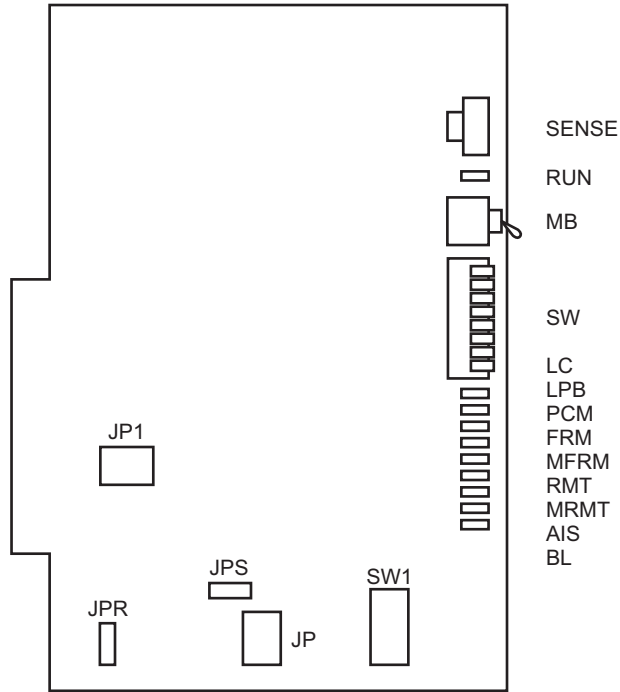 SENSE
RUN
MB
SW
LC
LPB
PCM
FRM
MFRM
RMT
MRMT
AIS
BL
JP1
JPS
SW1
JPR
JP